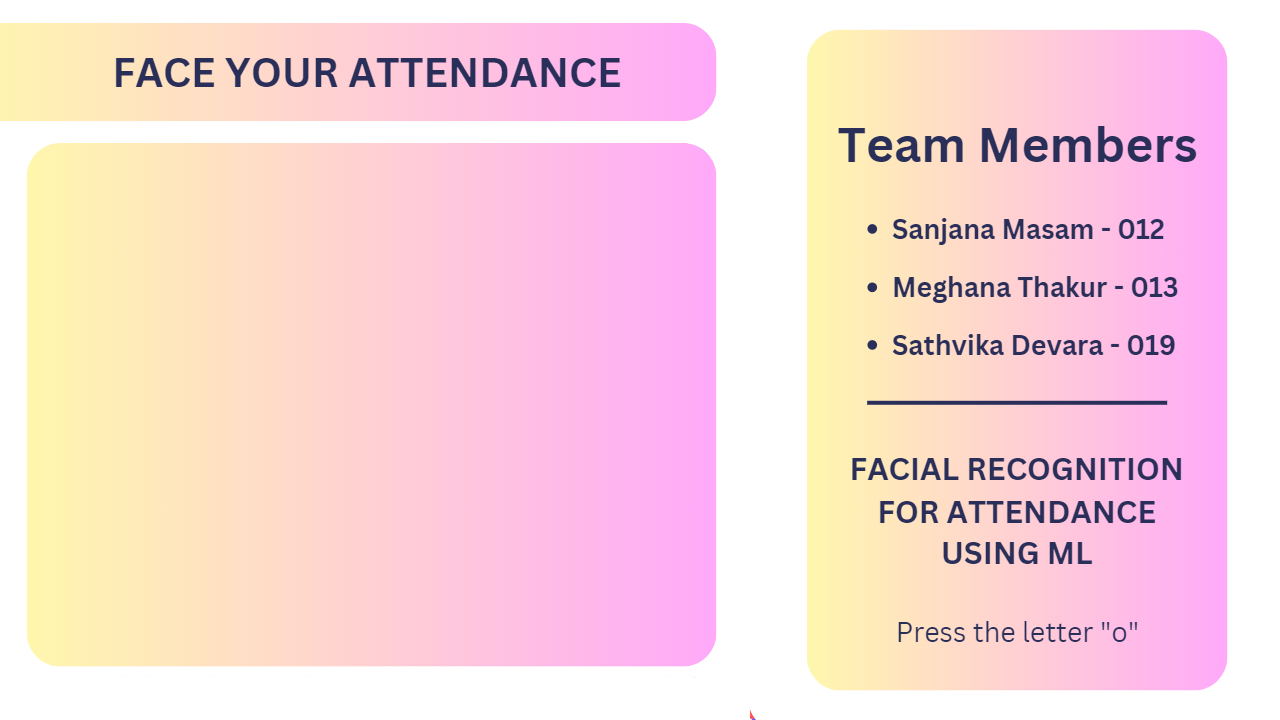 FACE YOUR ATTENDANCE
Team Members
• Sanjana Masam - 012
• Meghana Thakur - 013
• Sathvika Devara - 019
FACIAL RECOGNITION
FOR ATTENDANCE
USING ML
Press the letter "o"